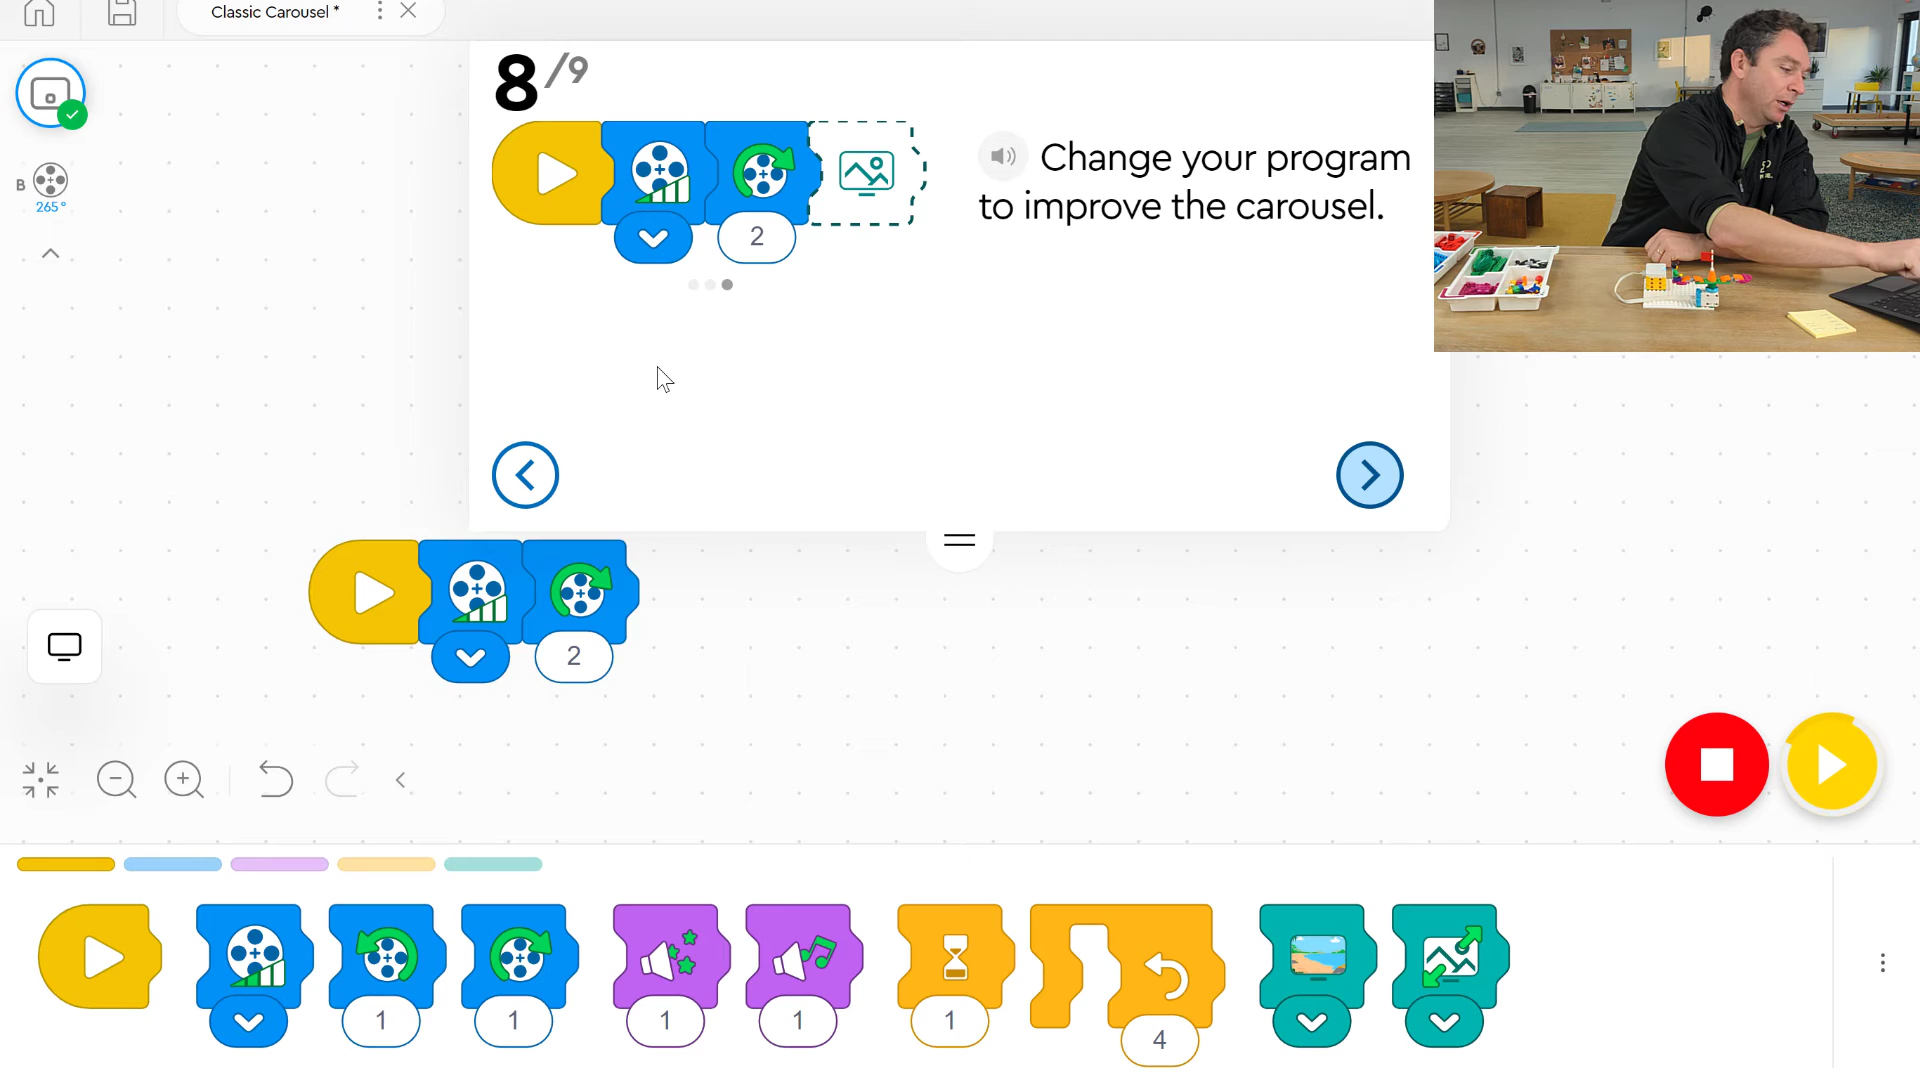 Classic Carousel *
8/9
Change your program
to improve the carousel.
2
B
265°
2
1
1
1
1
1
4